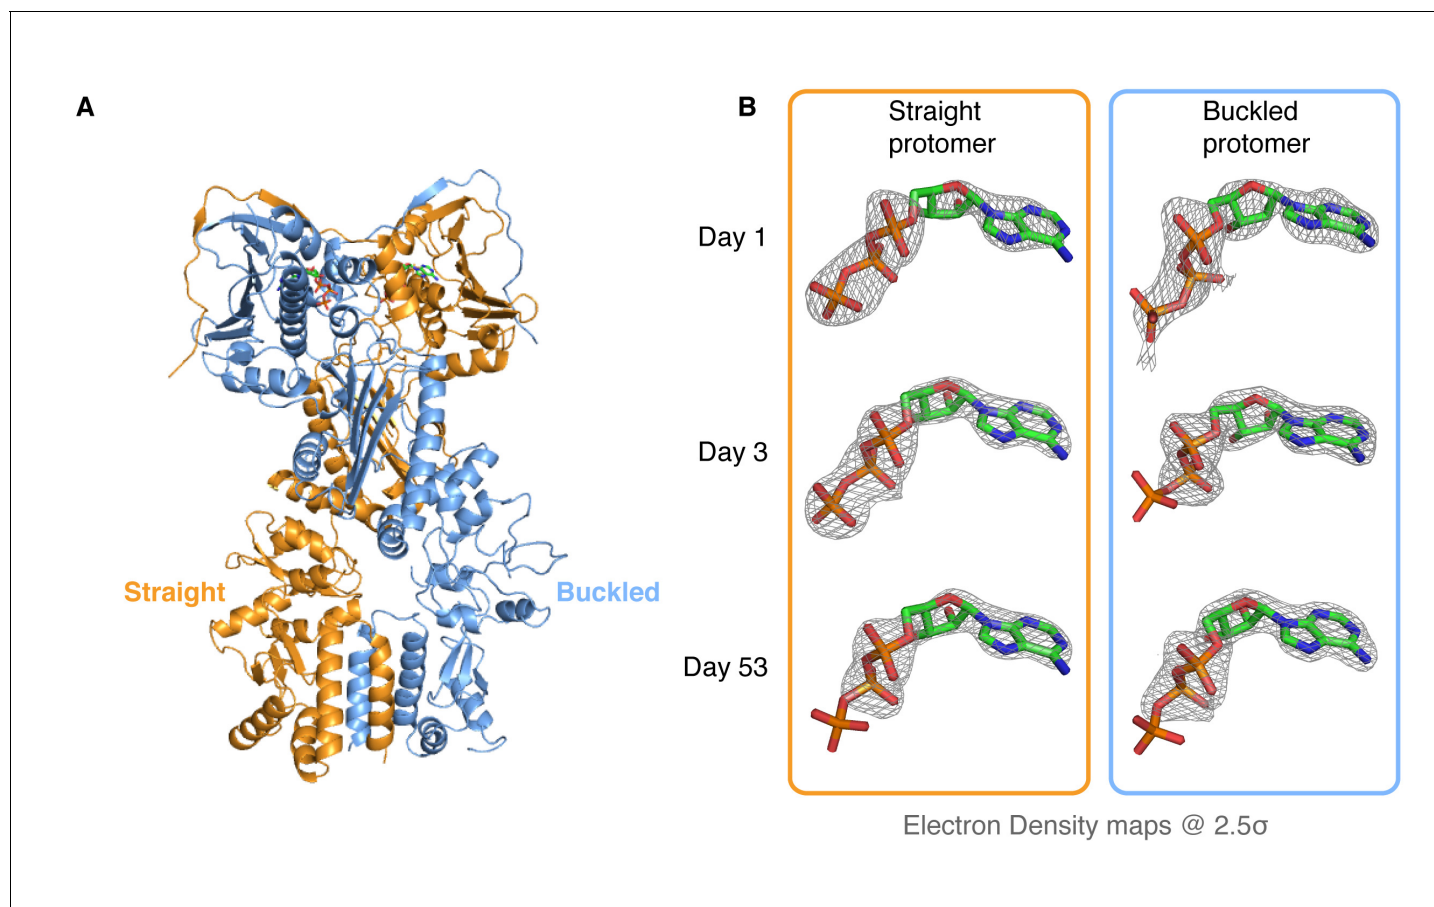 A
B
Straight
protomer
Buckled
protomer
Day 1
Day 3
Straight
Buckled
Day 53
Electron Density maps @ 2.5σ